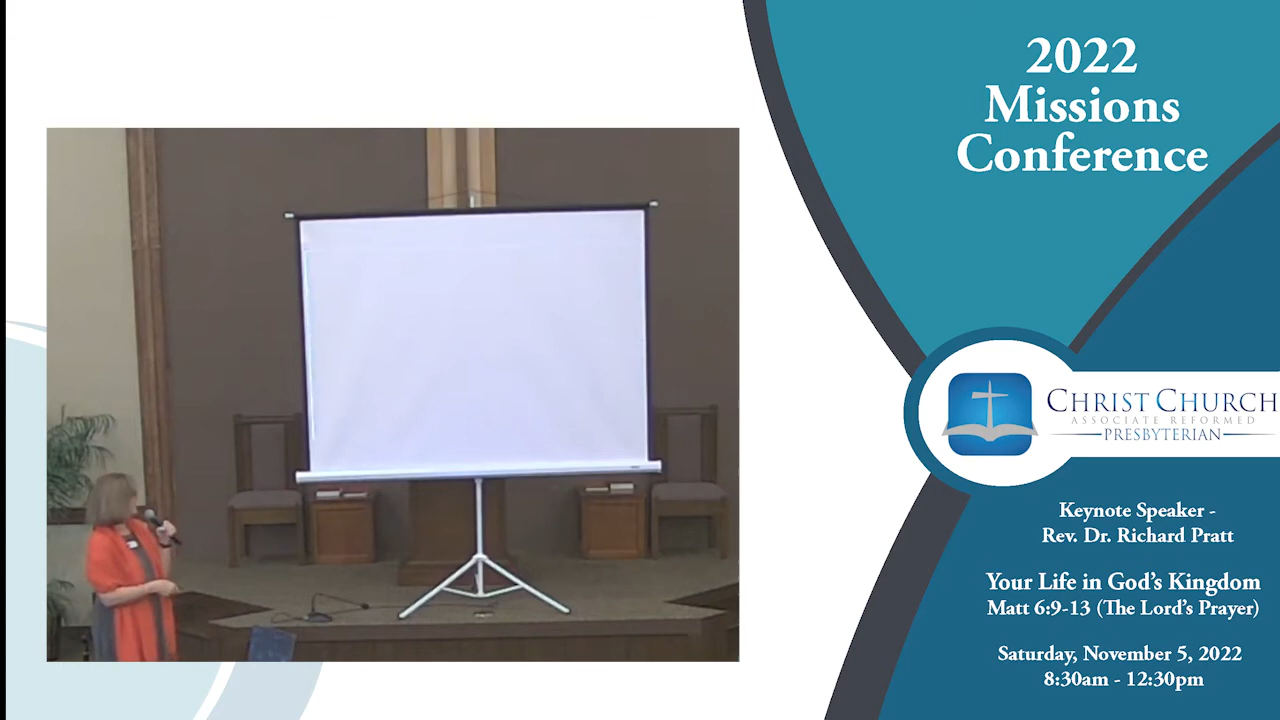 2022
Missions
Conference
CHRIST CHURCH
ASSOCIATE REFORMED
PRESBYTERIAN
Keynote Speaker -
Rev. Dr. Richard Pratt
Your Life in God's Kingdom
Matt 6:9-13 (The Lord's Prayer)
Saturday, November 5, 2022
8:30am - 12:30pm